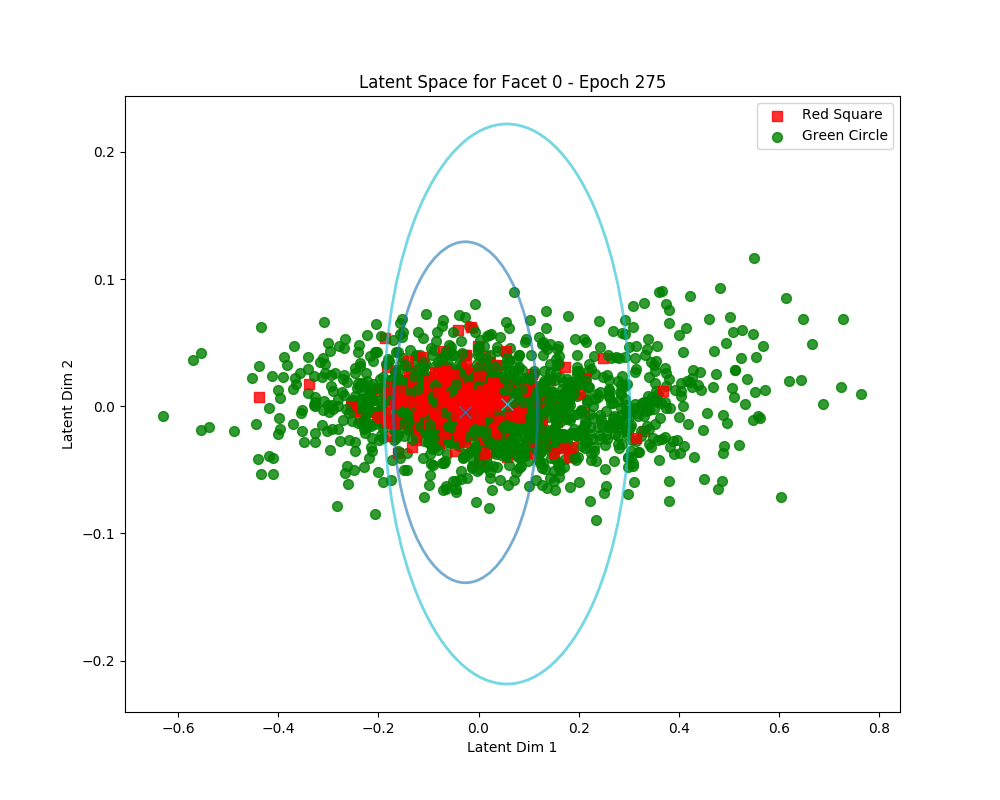 Latent Space for Facet 0 - Epoch 275
Red Square
Green Circle
0.2
0.1
0.0
−0.1
−0.2
Latent Dim 2
−0.6
−0.4
−0.2
0.0
0.2
0.4
0.6
0.8
Latent Dim 1